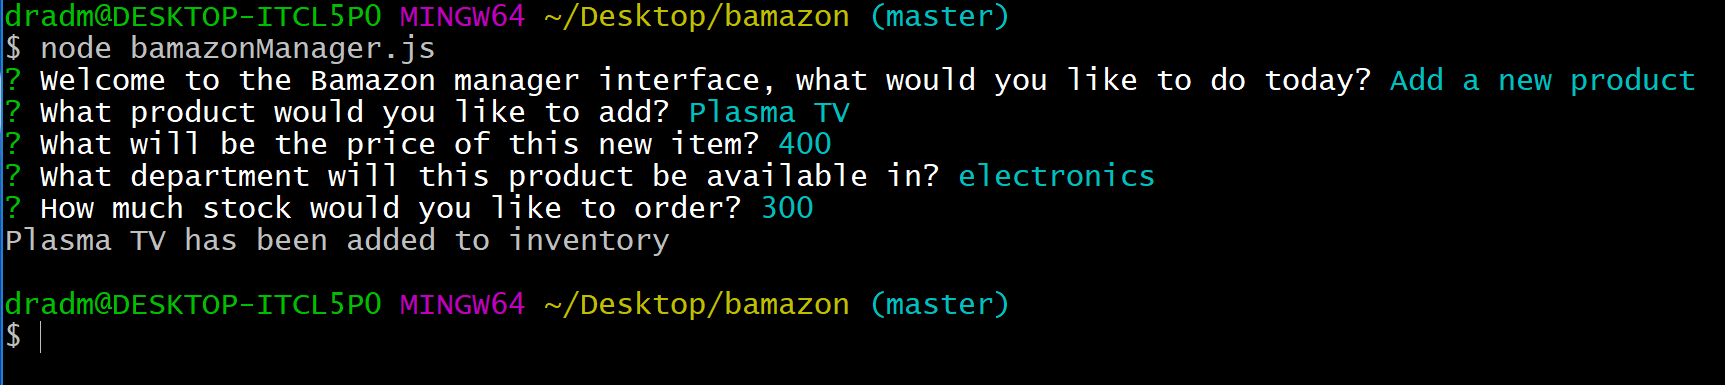 dradm@DESKTOP-ITCL5P0 MINGW64 ~/Desktop/bamazon (master)
$ node bamazonManager.js
? Welcome to the Bamazon manager interface, what would you like to do today? Add a new product
? What product would you like to add? Plasma TV
? What will be the price of this new item? 400
? What department will this product be available in? electronics
? How much stock would you like to order? 300
Plasma TV has been added to inventory
dradm@DESKTOP-ITCL5P0 MINGW64 ~/Desktop/bamazon (master)
$